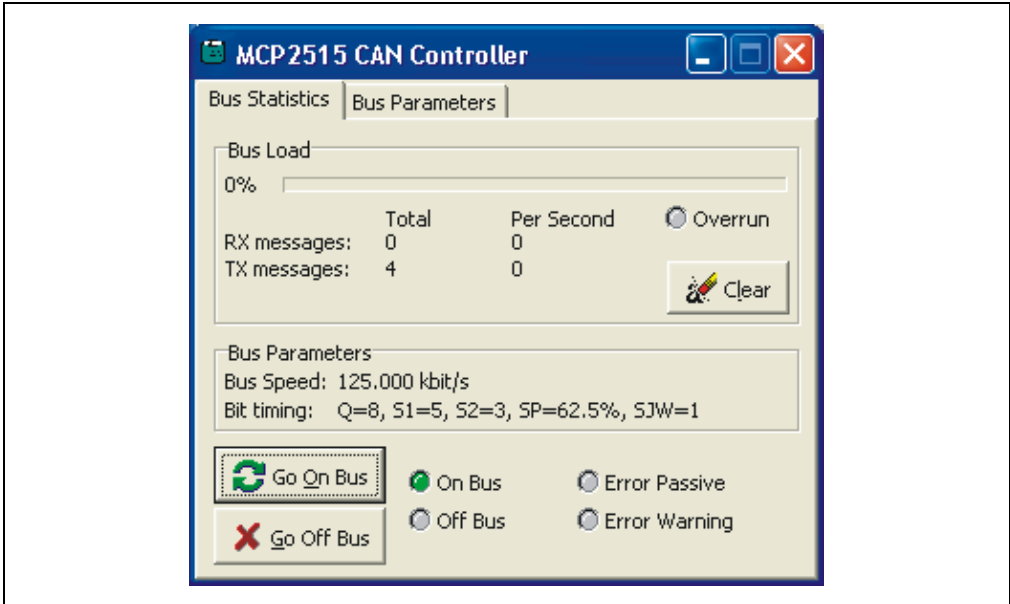 MCP2515 CAN Controller
Bus Statistics Bus Parameters
Bus Load
0%
Total Per Second Overrun
RX messages: 0 0
TX messages: 4 0
Clear
Bus Parameters
Bus Speed: 125.000 kbit/s
Bit timing: Q=8, S1=5, S2=3, SP=62.5%, SJW=1
Go On Bus On Bus Error Passive
Go Off Bus Off Bus Error Warning